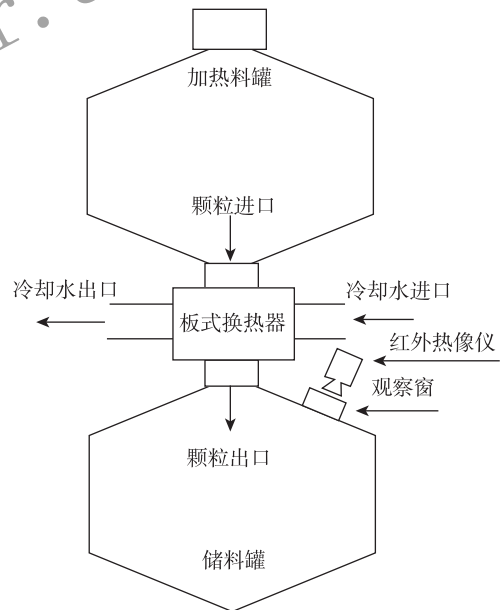 加热料罐
颗粒进口
冷却水出口
冷却水进口
板式换热器
红外热像仪
观察窗
颗粒出口
储料罐